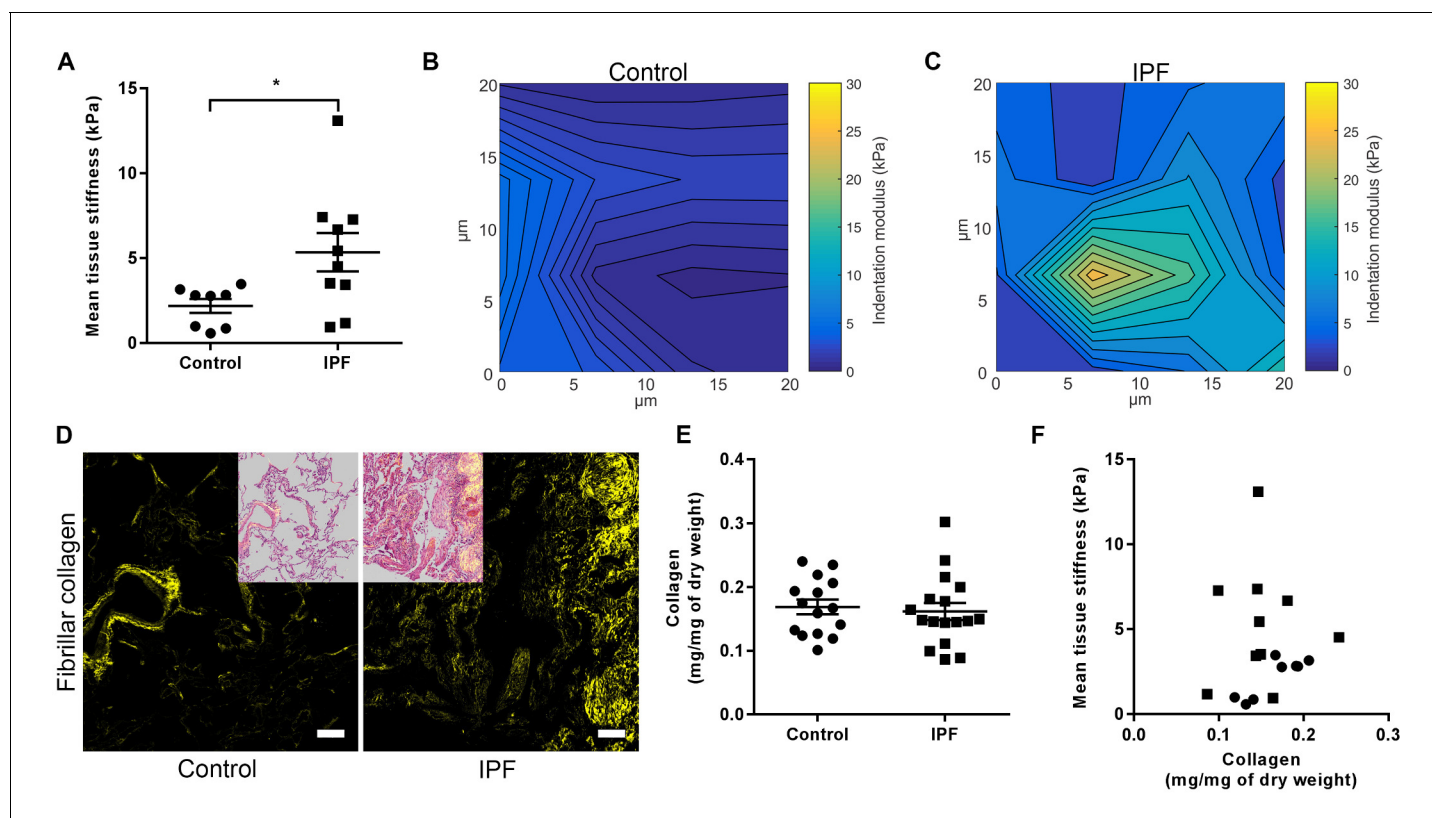 A
Mean tissue stiffness (kPa)
15
10
5
0
*
Control
IPF
B
Control
20
15
10
5
0
µm
0
5
10
15
20
µm
30
25
20
15
10
5
0
Indentation modulus (kPa)
C
IPF
20
15
10
5
0
µm
0
5
10
15
20
µm
30
25
20
15
10
5
0
Indentation modulus (kPa)
D
Fibrillar collagen
Control
IPF
E
Collagen
(mg/mg of dry weight)
0.4
0.3
0.2
0.1
0.0
Control
IPF
F
Mean tissue stiffness (kPa)
15
10
5
0
0.0
0.1
0.2
0.3
Collagen
(mg/mg of dry weight)